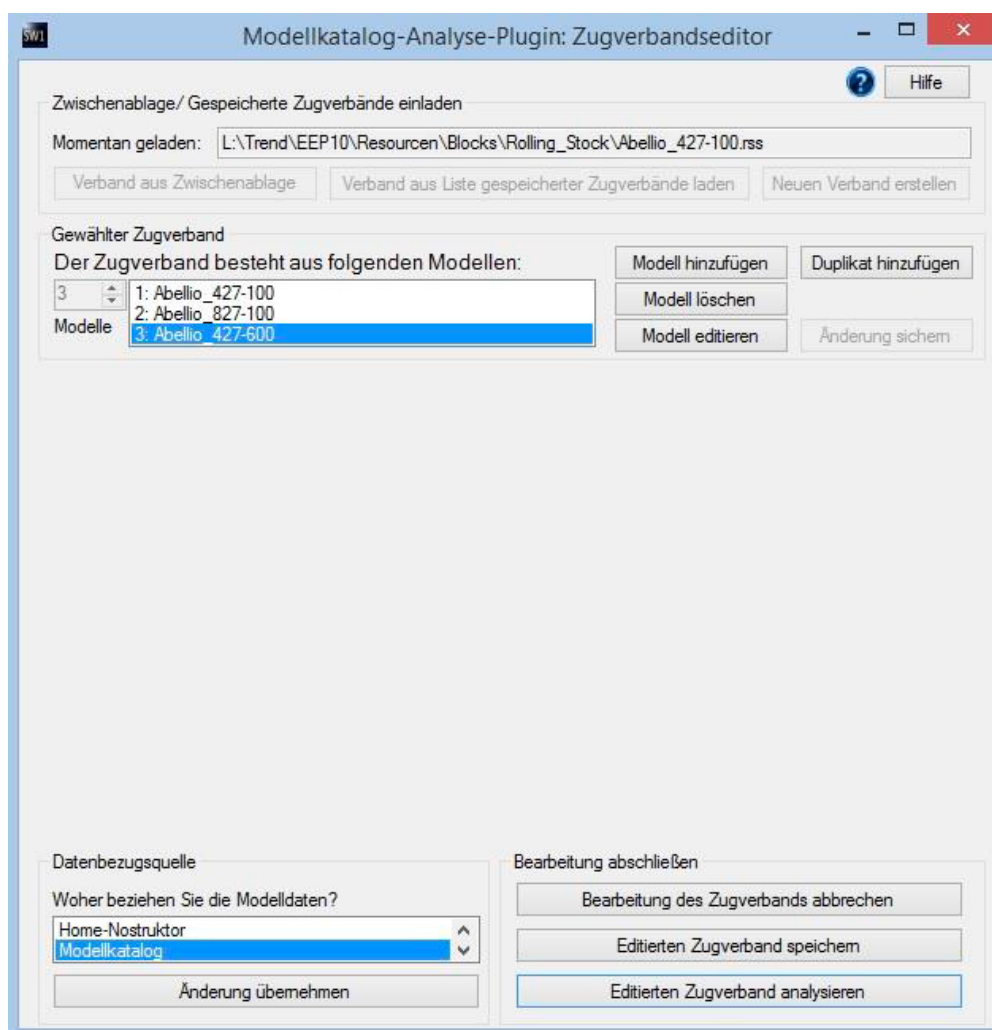 SW1
Modellkatalog-Analyse-Plugin: Zugverbandseditor
? Hilfe
Zwischenablage/ Gespeicherte Zugverbände einladen
Momentan geladen: L:\Trend\EEP10\Resourcen\Blocks\Rolling_Stock\Abellio_427-100.rss
Verband aus Zwischenablage Verband aus Liste gespeicherter Zugverbände laden Neuen Verband erstellen
Gewählter Zugverband
Der Zugverband besteht aus folgenden Modellen: Modell hinzufügen Duplikat hinzufügen
3 1: Abellio_427-100
2: Abellio_827-100 Modell löschen
Modelle 3: Abellio_427-600 Modell editieren Änderung sichern
Datenbezugsquelle
Woher beziehen Sie die Modelldaten?
Home-Nostruktor
Modellkatalog
Änderung übernehmen
Bearbeitung abschließen
Bearbeitung des Zugverbands abbrechen
Editierten Zugverband speichern
Editierten Zugverband analysieren